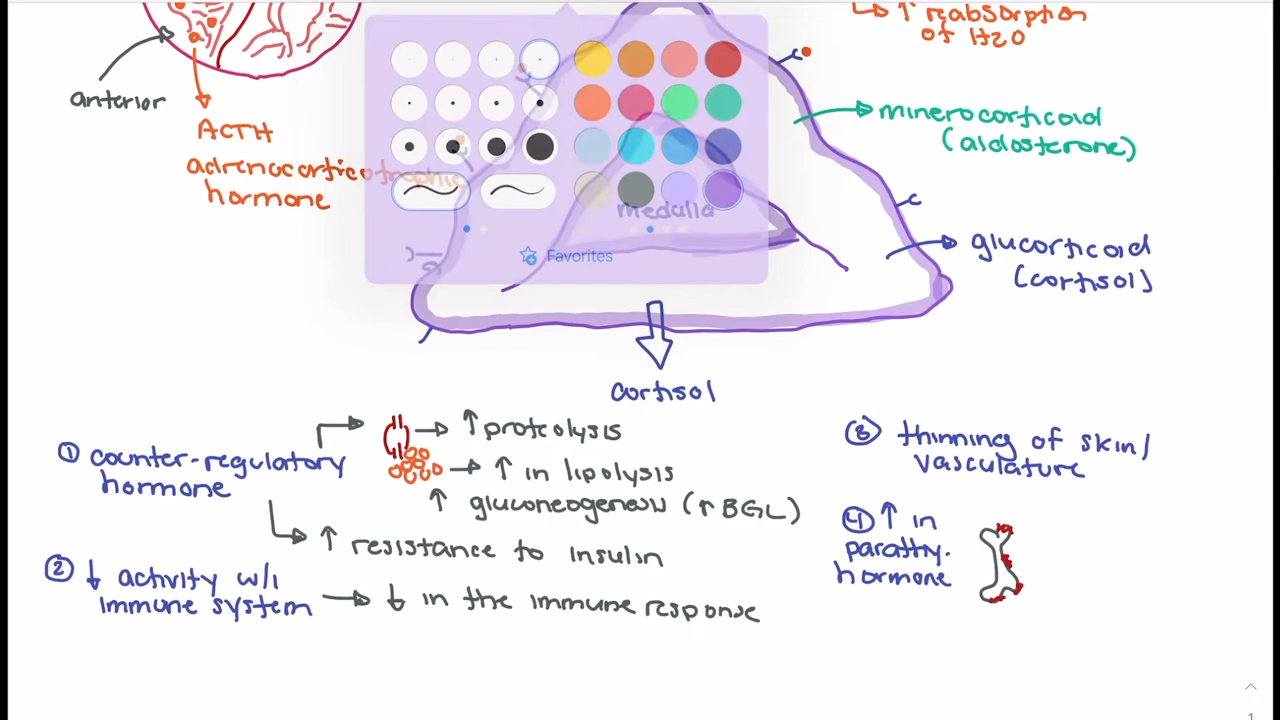 ↑ reabsorption
of H2O
anterior
ACTH
adrenocorticotrophic
hormone
minerocorticoid
(aldosterone)
medulla
Favorites
glucorticoid
(cortisol)
cortisol
① counter-regulatory
hormone
→ ↑ proteolysis
→ ↑ in lipolysis
↑ gluconeogenesis (↑ BGL)
↑ resistance to insulin
② ↓ activity w/i
immune system → ↓ in the immune response
③ thinning of skin/
vasculature
④ ↑ in
parathy.
hormone
1